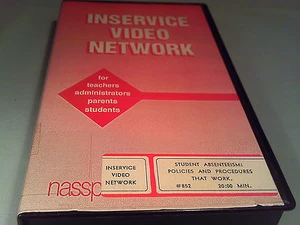 INSERVICE
VIDEO
NETWORK
for
teachers
administrators
parents
students
nassp
INSERVICE
VIDEO
NETWORK
STUDENT ABSENTEEISM:
POLICIES AND PROCEDURES
THAT WORK.
#852 20:00 MIN.